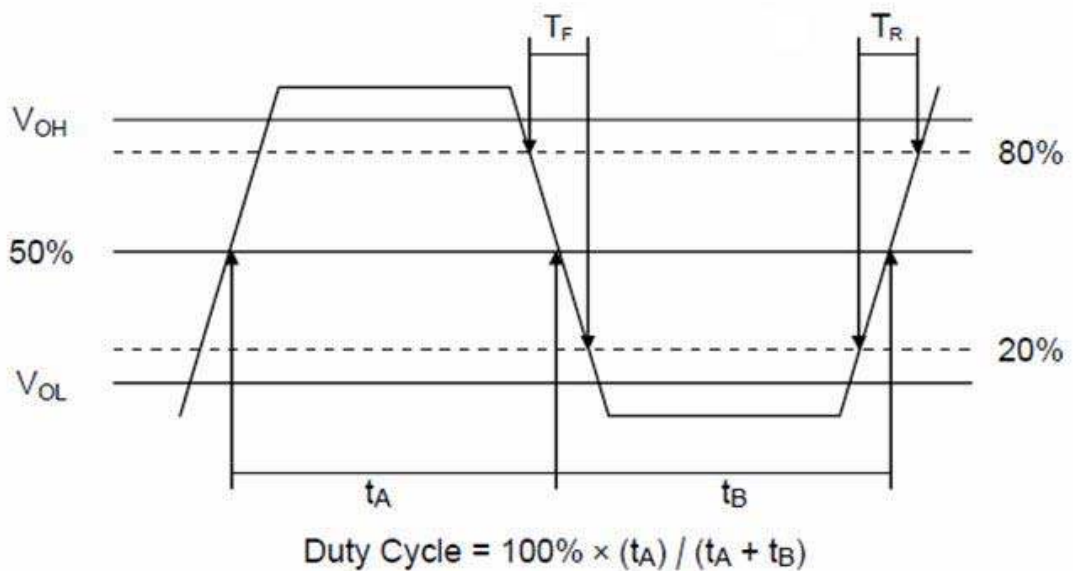 TF
TR
VOH
80%
50%
20%
VOL
tA
tB
Duty Cycle = 100% × (tA) / (tA + tB)